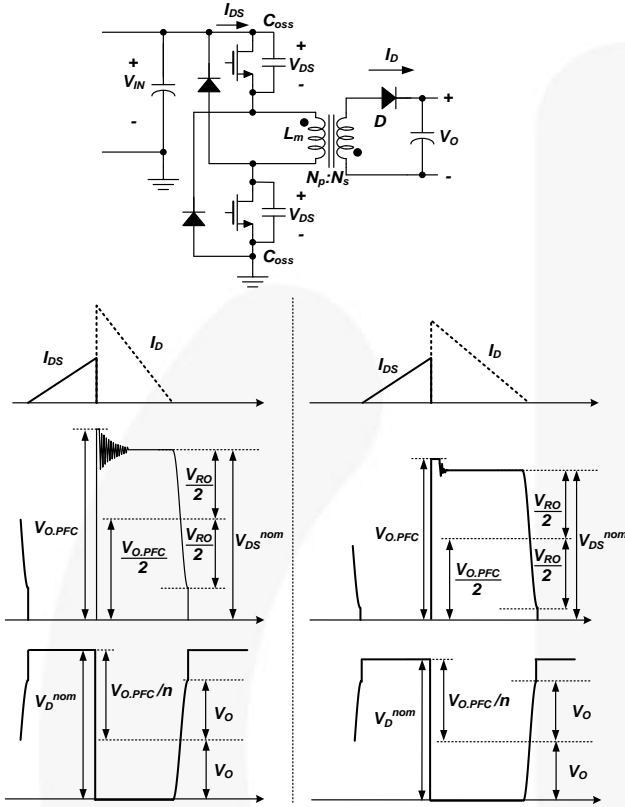 I_DS
C_oss
+
V_IN
-
+
V_DS
-
L_m
N_p:N_s
I_D
D
+
V_O
-
+
V_DS
-
C_oss
I_DS
I_D
V_O.PFC
V_O.PFC
2
V_RO
2
V_RO
2
V_DS^nom
V_D^nom
V_O.PFC/n
V_O
V_O
I_DS
I_D
V_O.PFC
V_O.PFC
2
V_RO
2
V_RO
2
V_DS^nom
V_D^nom
V_O.PFC/n
V_O
V_O